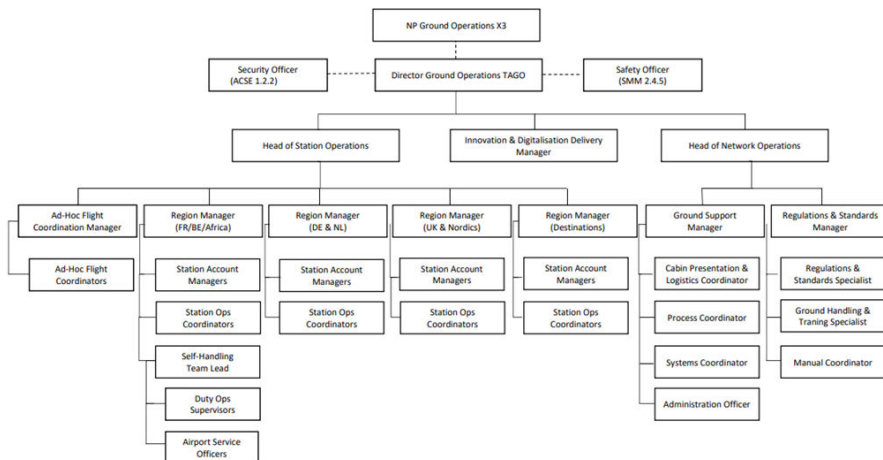 NP Ground Operations X3
Security Officer
(ACSE 1.2.2)
Director Ground Operations TAGO
Safety Officer
(SMM 2.4.5)
Head of Station Operations
Innovation & Digitalisation Delivery
Manager
Head of Network Operations
Ad-Hoc Flight
Coordination Manager
Region Manager
(FR/BE/Africa)
Region Manager
(DE & NL)
Region Manager
(UK & Nordics)
Region Manager
(Destinations)
Ground Support
Manager
Regulations & Standards
Manager
Ad-Hoc Flight
Coordinators
Station Account
Managers
Station Account
Managers
Station Account
Managers
Station Account
Managers
Cabin Presentation &
Logistics Coordinator
Regulations &
Standards Specialist
Station Ops
Coordinators
Station Ops
Coordinators
Station Ops
Coordinators
Station Ops
Coordinators
Process Coordinator
Ground Handling &
Traning Specialist
Self-Handling
Team Lead
Systems Coordinator
Manual Coordinator
Duty Ops
Supervisors
Administration Officer
Airport Service
Officers